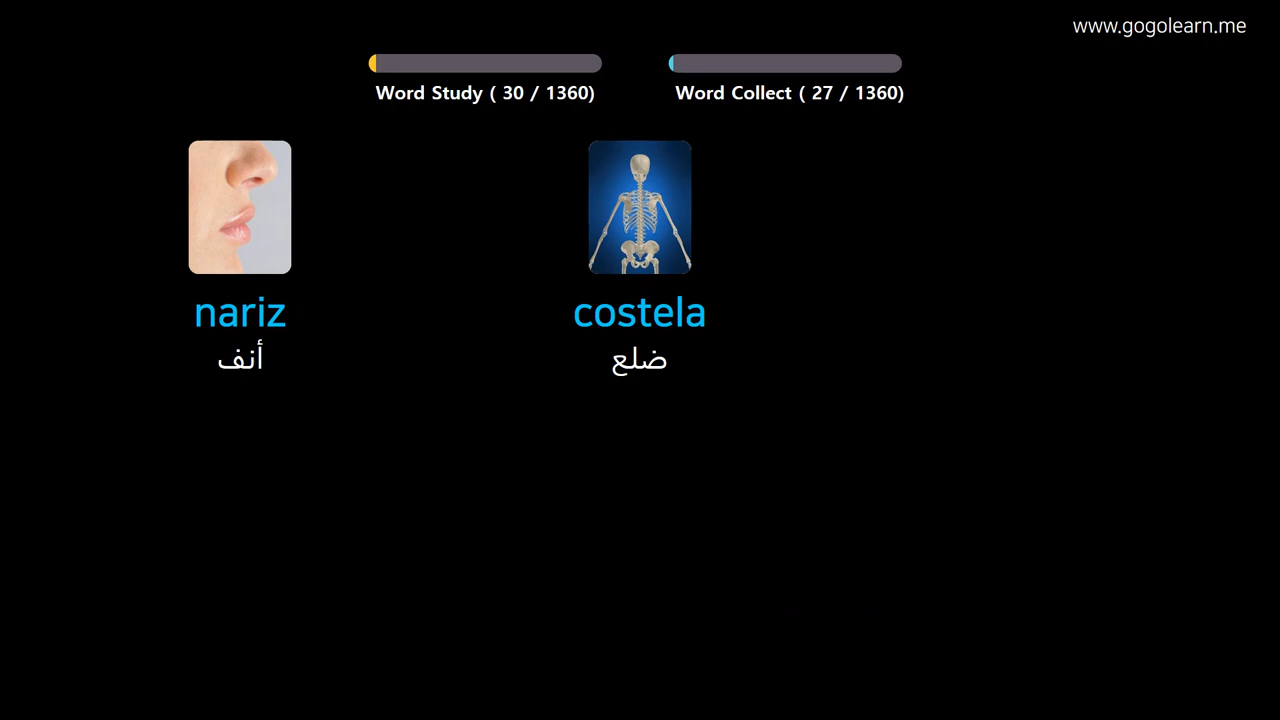 www.gogolearn.me
Word Study ( 30 / 1360)
Word Collect ( 27 / 1360)
nariz
costela
أنف
ضلع